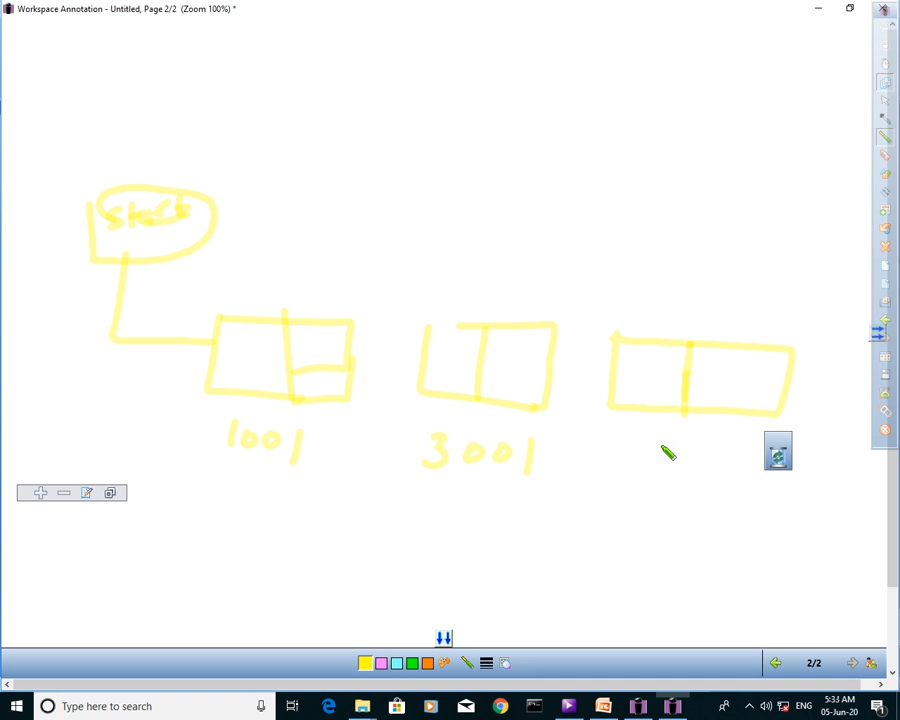 Workspace Annotation - Untitled, Page 2/2 (Zoom 100%) *
Start
1001
3001
2/2
Type here to search
ENG
5:33 AM
05-Jun-20
1